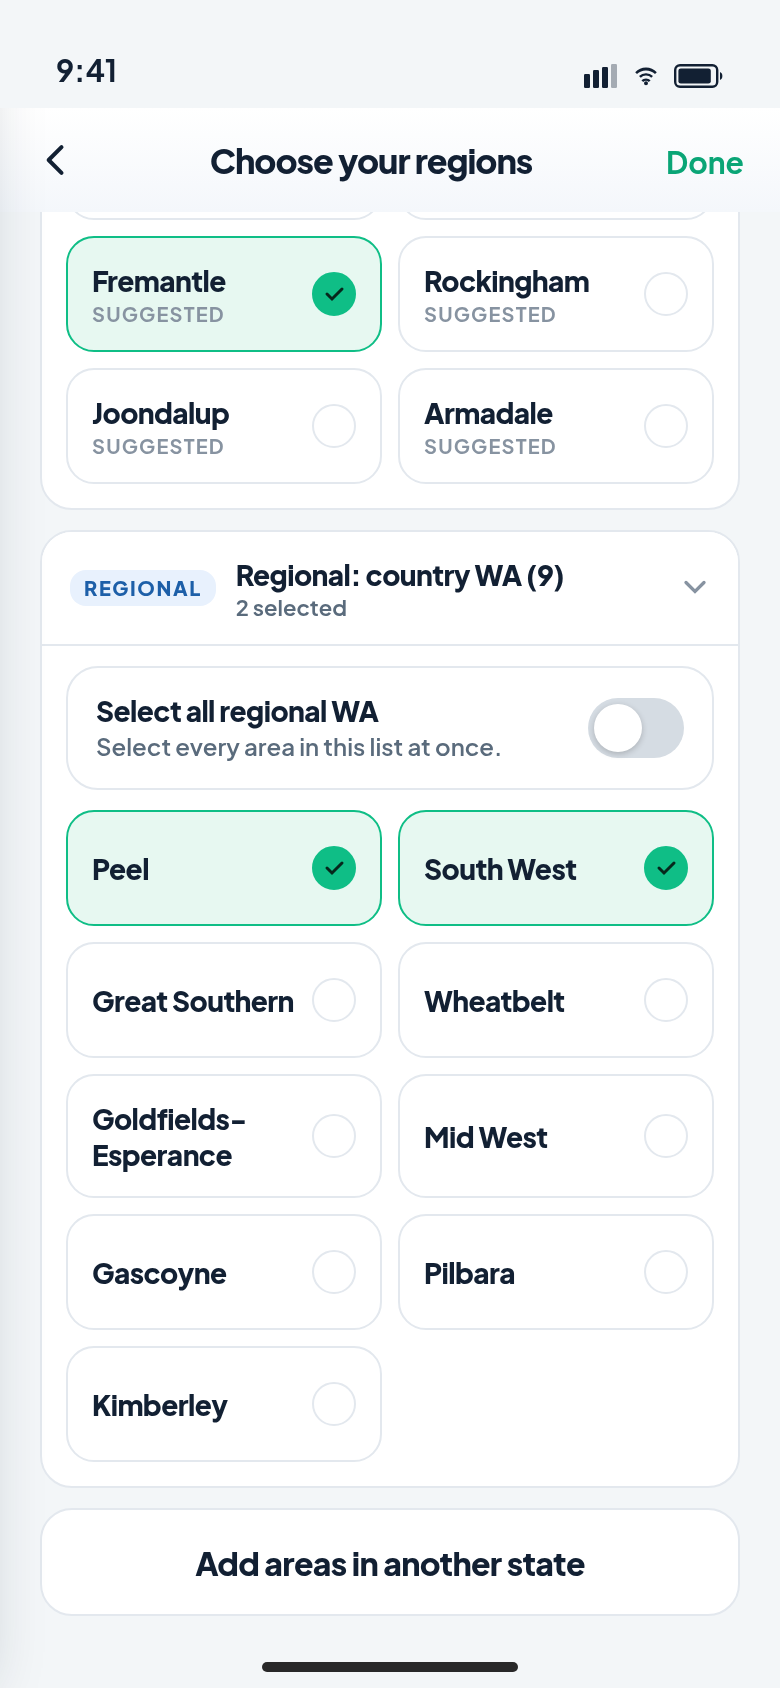 9:41
Choose your regions
Done
Fremantle
SUGGESTED
Rockingham
SUGGESTED
Joondalup
SUGGESTED
Armadale
SUGGESTED
REGIONAL
Regional: country WA (9)
2 selected
Select all regional WA
Select every area in this list at once.
Peel
South West
Great Southern
Wheatbelt
Goldfields–
Esperance
Mid West
Gascoyne
Pilbara
Kimberley
Add areas in another state